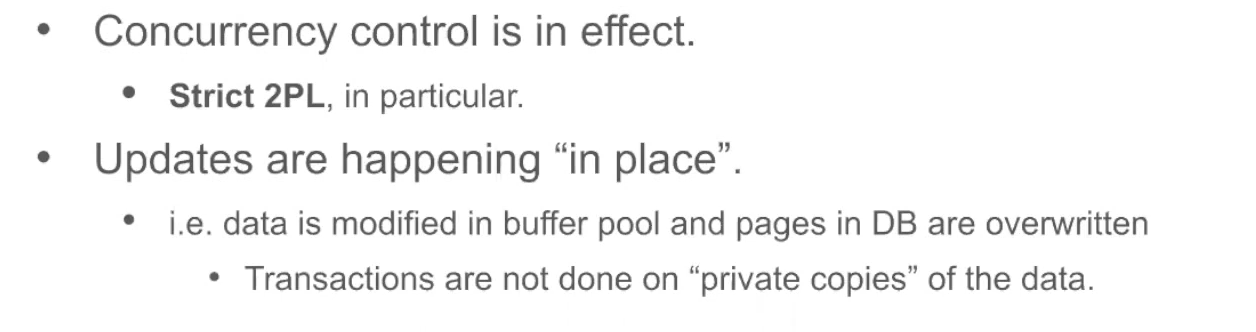 • Concurrency control is in effect.
• Strict 2PL, in particular.
• Updates are happening “in place”.
• i.e. data is modified in buffer pool and pages in DB are overwritten
• Transactions are not done on “private copies” of the data.